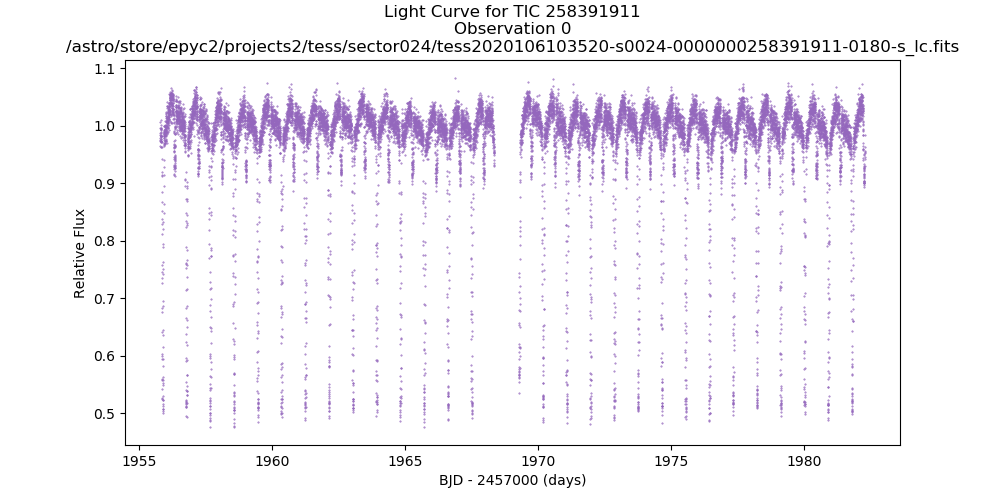 Light Curve for TIC 258391911
Observation 0
/astro/store/epyc2/projects2/tess/sector024/tess2020106103520-s0024-0000000258391911-0180-s_lc.fits
1.1
1.0
0.9
0.8
0.7
0.6
0.5
Relative Flux
1955 1960 1965 1970 1975 1980
BJD - 2457000 (days)